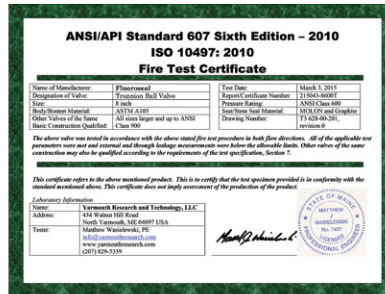 ANSI/API Standard 607 Sixth Edition – 2010
ISO 10497: 2010
Fire Test Certificate
Name of Manufacturer: Fluoroseal Test Date: March 3, 2015
Designation of Valve: Trunnion Ball Valve Report/Certificate Number: 215043-8600T
Size: 8 inch Pressure Rating: ANSI Class 600
Body/Bonnet Material: ASTM A105 Seat/Stem Seal Material: MOLON and Graphite
Other Valves of the Same All sizes larger and up to ANSI Drawing Number: T3 628-00-201,
Basic Construction Qualified: Class 900 revision 0
The above valve was tested in accordance with the above stated fire test procedure in both flow directions. All of the applicable test
parameters were met and external and through leakage measurements were below the allowable limits. Other valves of the same
construction may be qualified according to the requirements of the test specification, Section 7.
This certificate refers to the above mentioned product. This is to certify that the test specimen provided is in conformity with the
standard mentioned above. This certificate does not imply assessment of the production of the product.
Laboratory Information
Name: Yarmouth Research and Technology, LLC
Address: 434 Walnut Hill Road
North Yarmouth, ME 04097 USA
Tester: Matthew Wasielewski, PE
info@yarmouthresearch.com
www.yarmouthresearch.com
(207) 829-5359
STATE OF MAINE
MATTHEW
J
WASIELEWSKI
No. 7457
LICENSED
PROFESSIONAL ENGINEER